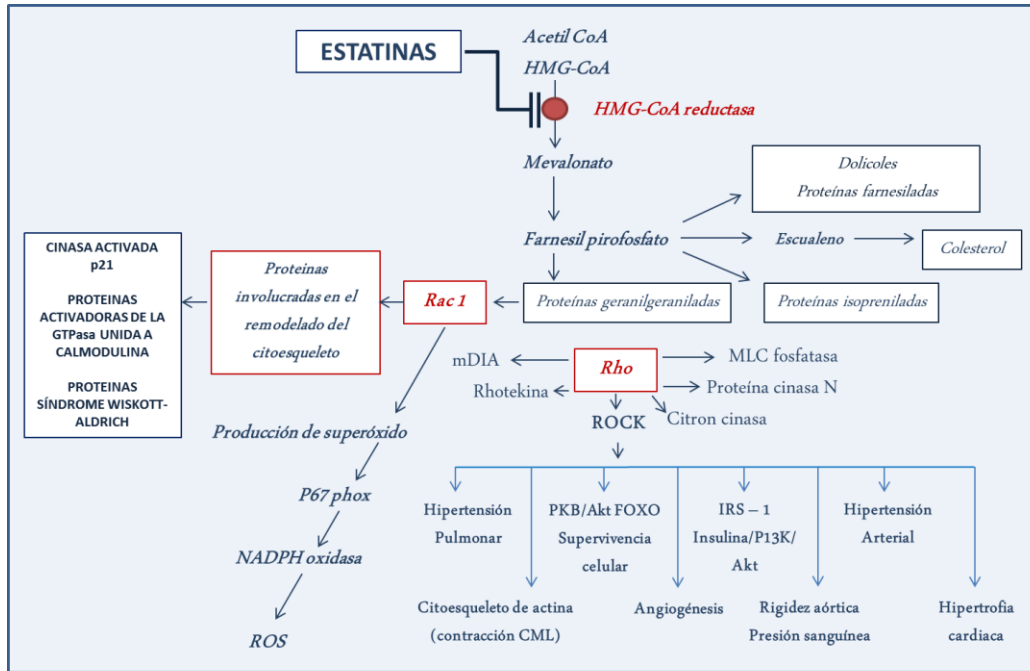 ESTATINAS
Acetil CoA
HMG-CoA
HMG-CoA reductasa
Mevalonato
Dolicoles
Proteínas farnesiladas
Farnesil pirofosfato
Escualeno
Colesterol
Proteínas isopreniladas
Proteínas geranilgeraniladas
Rac 1
Proteinas
involucradas en el
remodelado del
citoesqueleto
CINASA ACTIVADA
p21
PROTEINAS
ACTIVADORAS DE LA
GTPasa UNIDA A
CALMODULINA
PROTEINAS
SÍNDROME WISKOTT-
ALDRICH
Producción de superóxido
P67 phox
NADPH oxidasa
ROS
Rho
mDIA
Rhotekina
MLC fosfatasa
Proteína cinasa N
Citron cinasa
ROCK
Hipertensión
Pulmonar
PKB/Akt FOXO
Supervivencia
celular
IRS – 1
Insulina/P13K/
Akt
Hipertensión
Arterial
Citoesqueleto de actina
(contracción CML)
Angiogénesis
Rigidez aórtica
Presión sanguínea
Hipertrofia
cardiaca